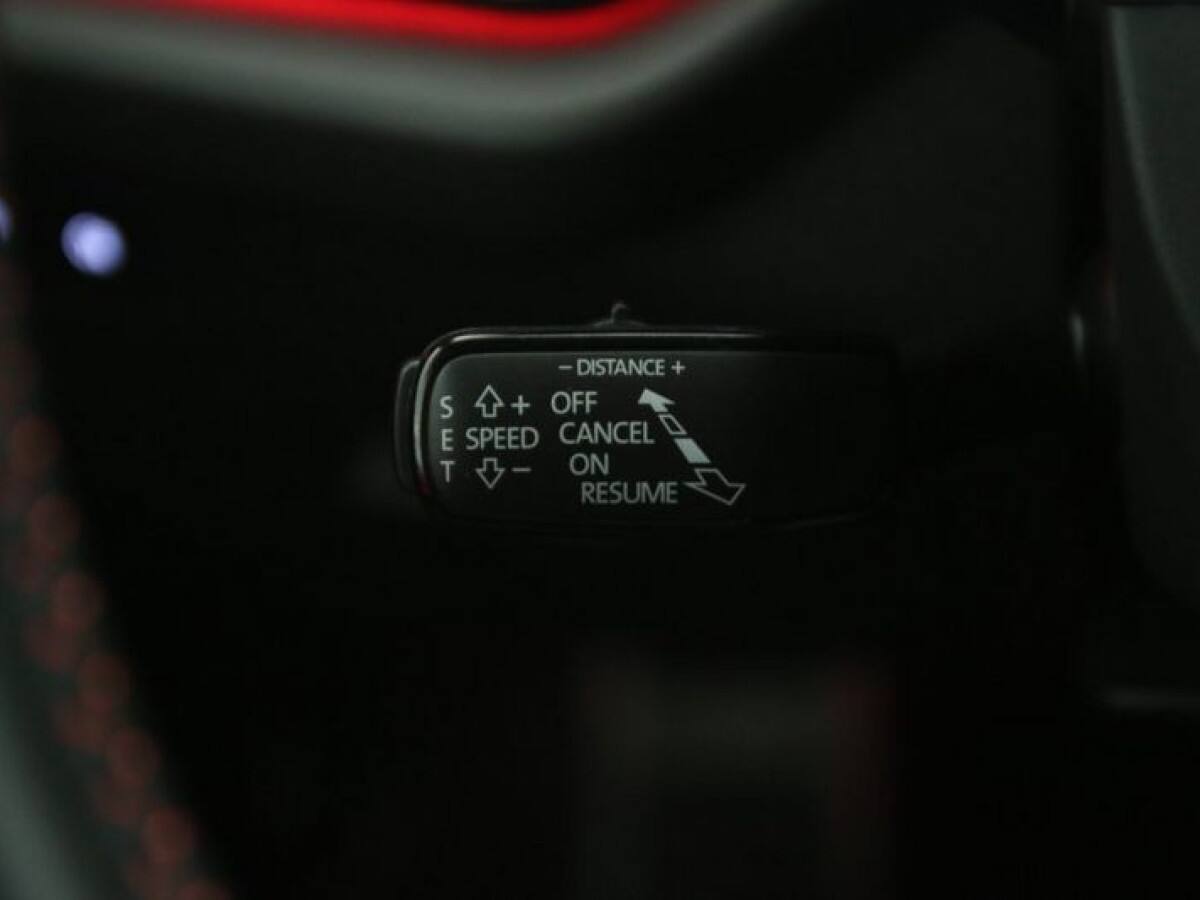 – DISTANCE +
S + OFF
E SPEED CANCEL
T – ON
RESUME